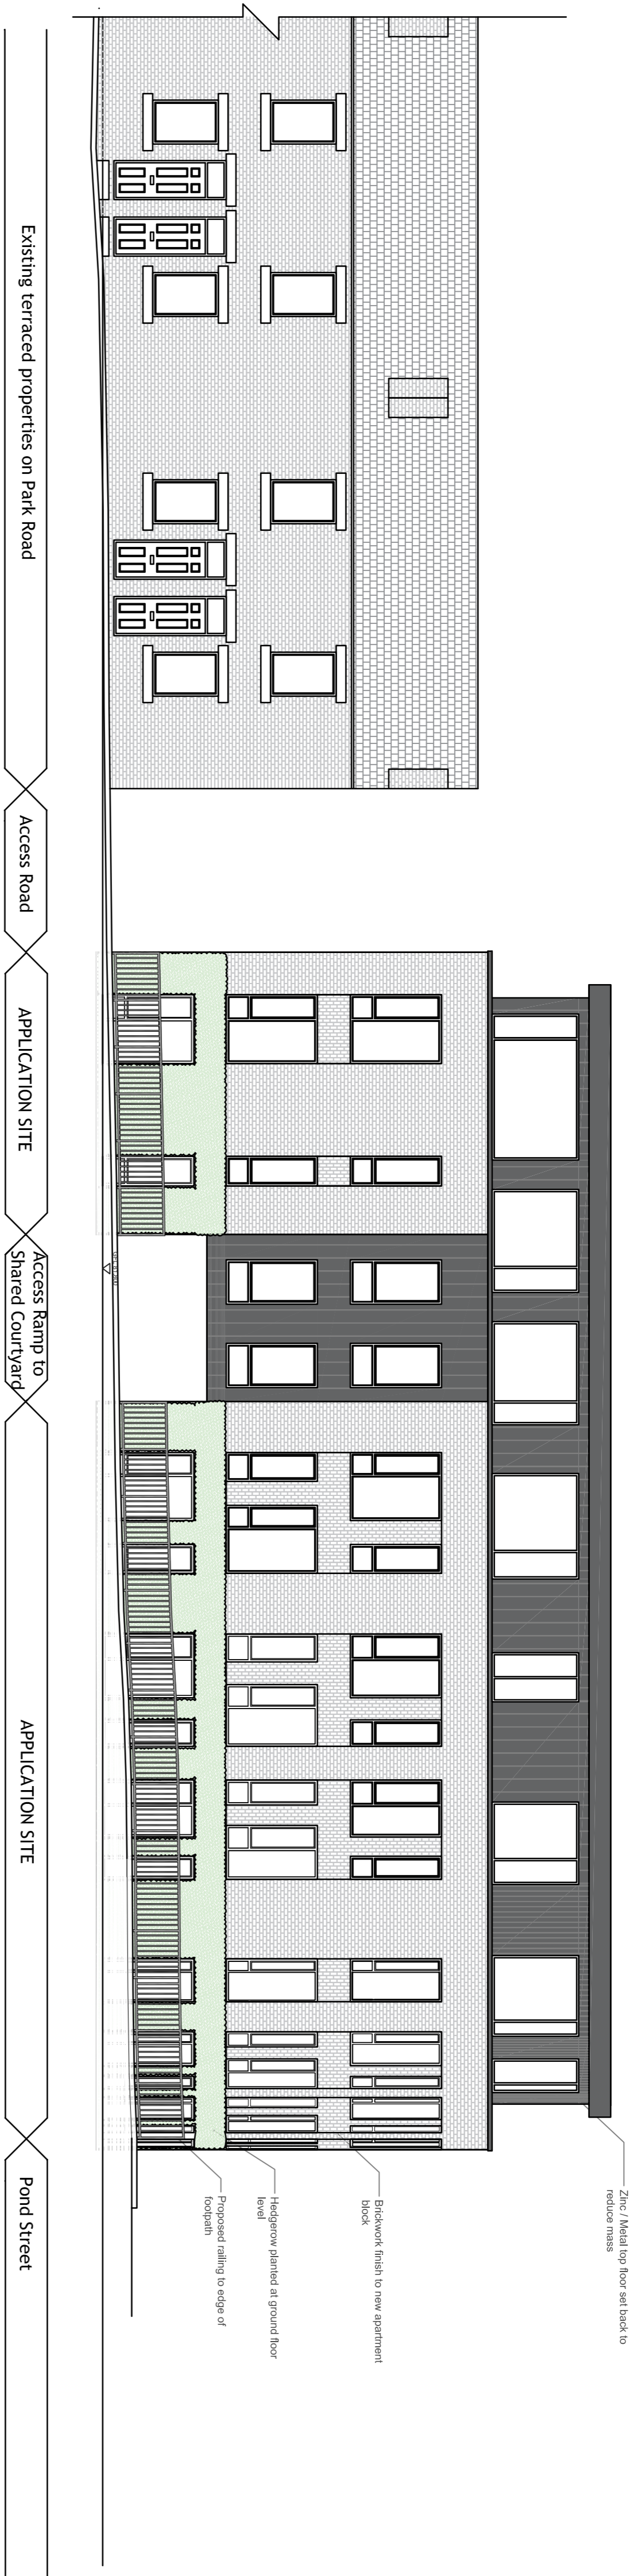 Zinc / Metal top floor set back to
reduce mass
Brickwork finish to new apartment
block
Hedgerow planted at ground floor
level
Proposed railing to edge of
footpath
Existing terraced properties on Park Road
Access Road
APPLICATION SITE
Access Ramp to
Shared Courtyard
APPLICATION SITE
Pond Street